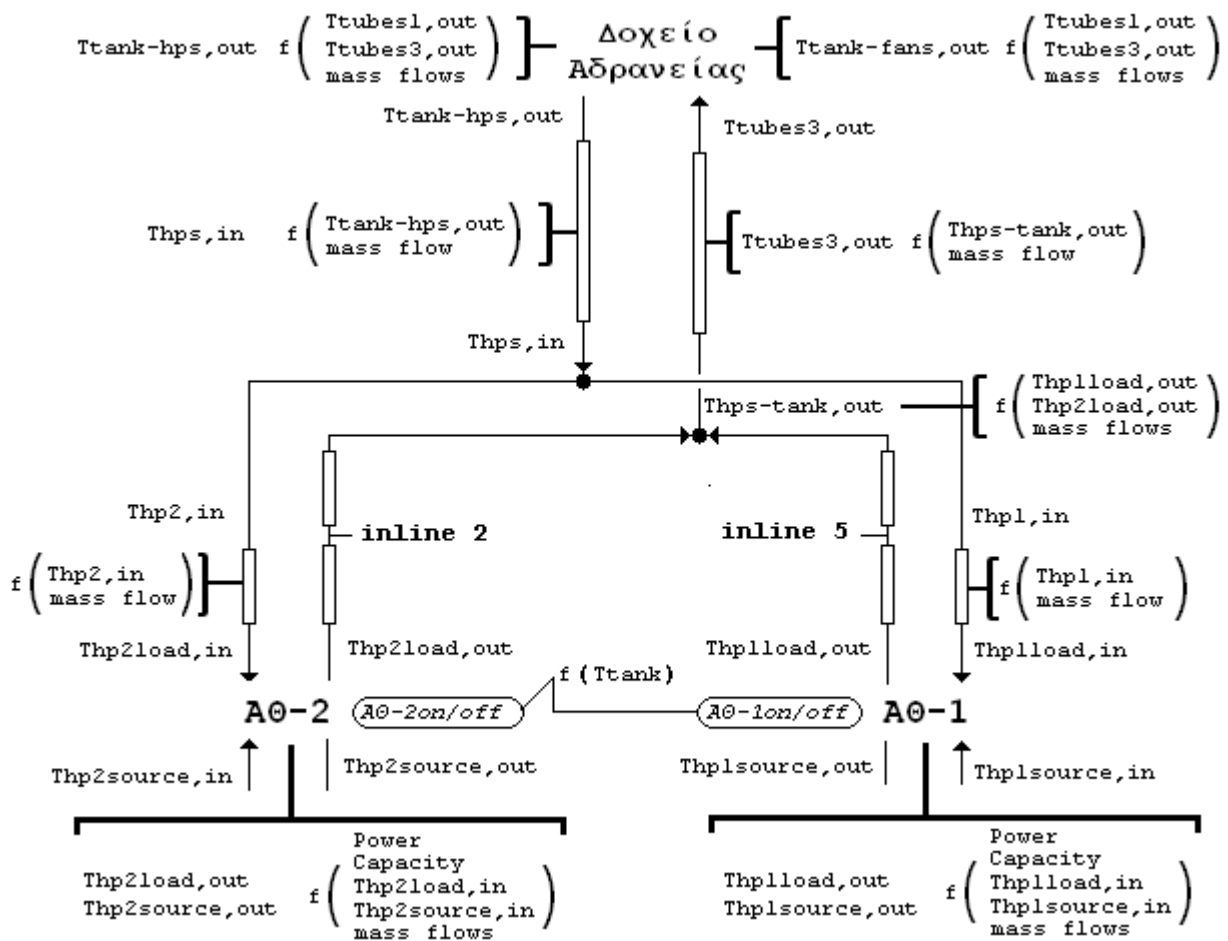 Ttank-hps,out f
Ttubes1,out
Ttubes3,out
mass flows
Δοχείο
Αδρανείας
Ttank-fans,out f
Ttubes1,out
Ttubes3,out
mass flows
Ttank-hps,out
Ttubes3,out
Thps,in f
Ttank-hps,out
mass flow
Ttubes3,out f
Thps-tank,out
mass flow
Thps,in
Thps-tank,out
f
Thp1load,out
Thp2load,out
mass flows
Thp2,in
inline 2
inline 5
Thp1,in
f
Thp2,in
mass flow
f
Thp1,in
mass flow
Thp2load,in
Thp2load,out
Thp1load,out
Thp1load,in
f(Ttank)
ΑΘ-2
ΑΘ-2on/off
ΑΘ-1on/off
ΑΘ-1
Thp2source,in
Thp2source,out
Thp1source,out
Thp1source,in
Thp2load,out
Thp2source,out
f
Power
Capacity
Thp2load,in
Thp2source,in
mass flows
Thp1load,out
Thp1source,out
f
Power
Capacity
Thp1load,in
Thp1source,in
mass flows